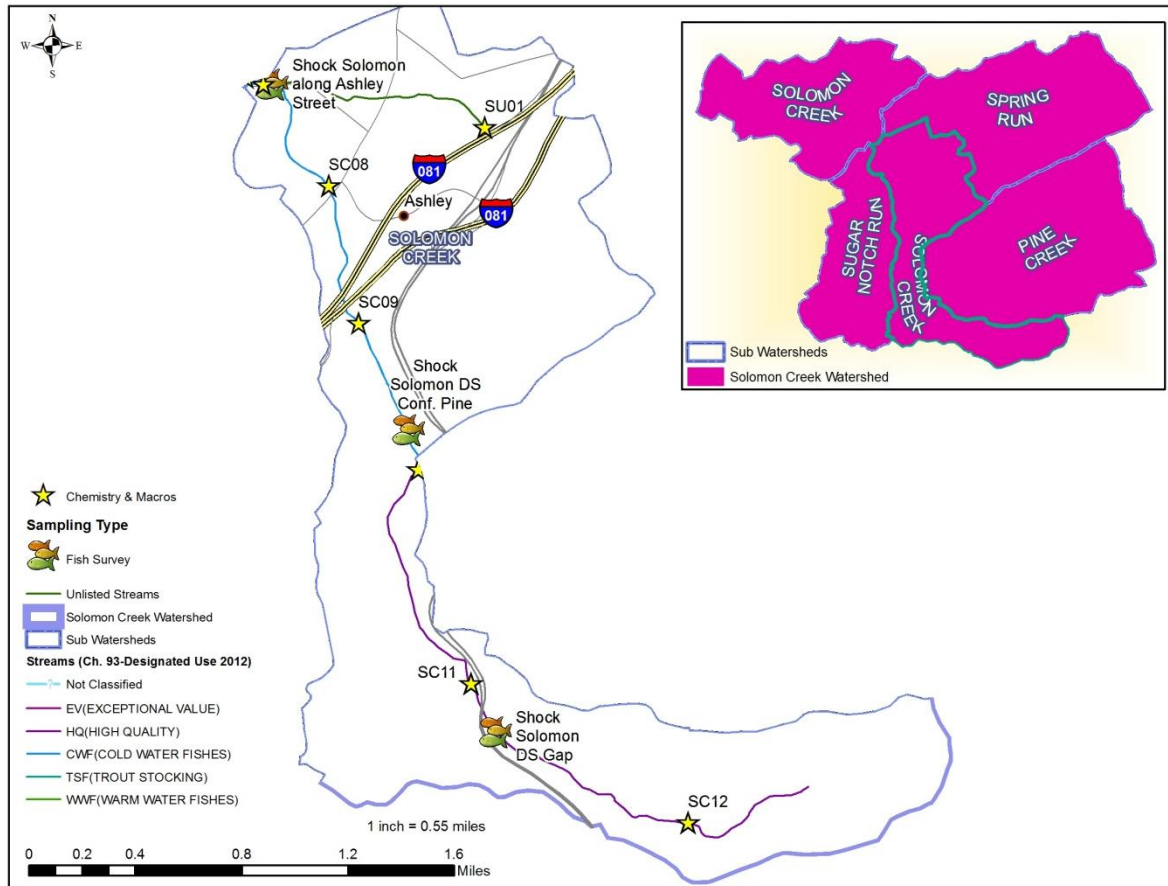 N
W E
S
Shock Solomon
along Ashley
Street
SU01
SC08
081
Ashley
081
SOLOMON
CREEK
SC09
Shock
Solomon DS
Conf. Pine
SC11
Shock
Solomon
DS Gap
SC12
SOLOMON
CREEK
SPRING
RUN
SUGAR
NOTCH RUN
SOLOMON
CREEK
PINE
CREEK
Sub Watersheds
Solomon Creek Watershed
Chemistry & Macros
Sampling Type
Fish Survey
Unlisted Streams
Solomon Creek Watershed
Sub Watersheds
Streams (Ch. 93-Designated Use 2012)
Not Classified
EV(EXCEPTIONAL VALUE)
HQ(HIGH QUALITY)
CWF(COLD WATER FISHES)
TSF(TROUT STOCKING)
WWF(WARM WATER FISHES)
1 inch = 0.55 miles
0 0.2 0.4 0.8 1.2 1.6
Miles